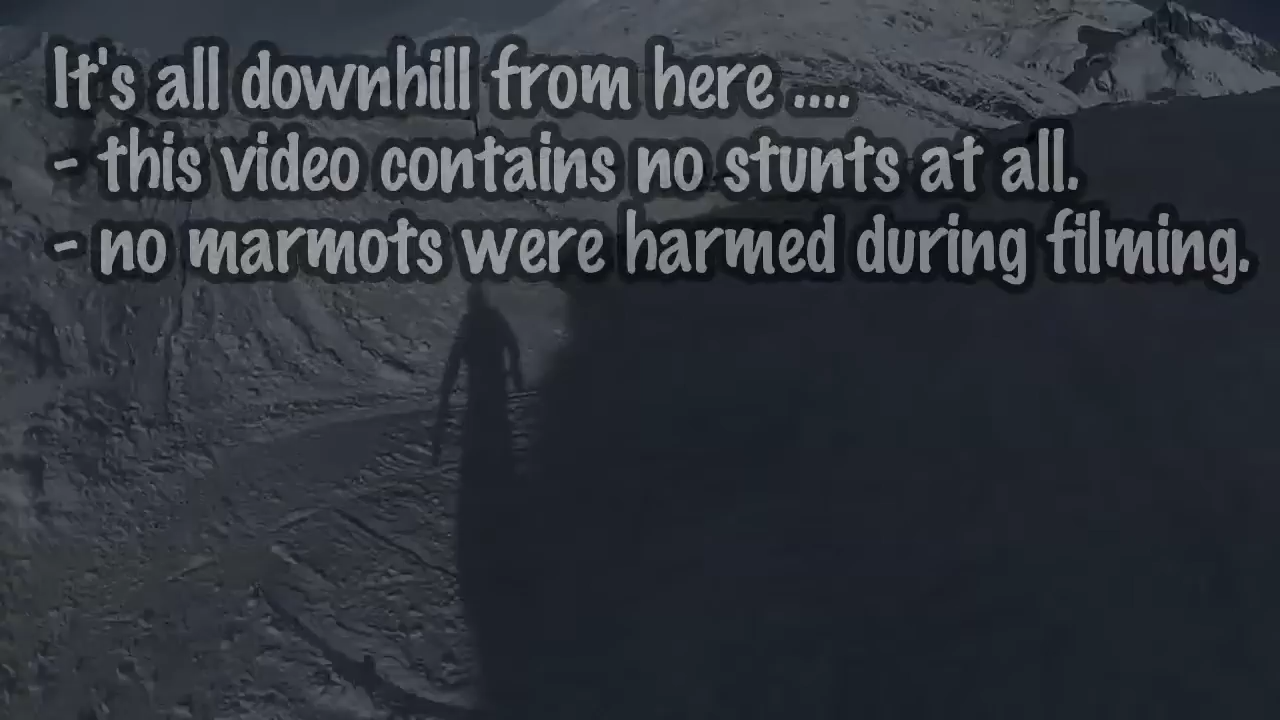 It's all downhill from here ....
- this video contains no stunts at all.
- no marmots were harmed during filming.